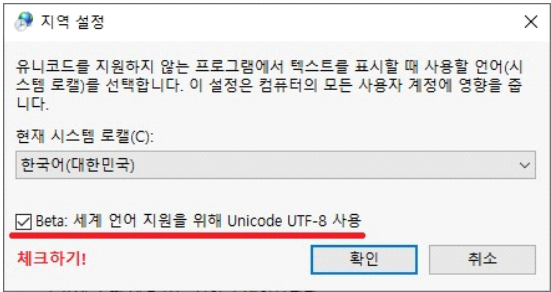 지역 설정
유니코드를 지원하지 않는 프로그램에서 텍스트를 표시할 때 사용할 언어(시
스템 로캘)를 선택합니다. 이 설정은 컴퓨터의 모든 사용자 계정에 영향을 줍
니다.
현재 시스템 로캘(C):
한국어(대한민국)
Beta: 세계 언어 지원을 위해 Unicode UTF-8 사용
체크하기!
확인
취소